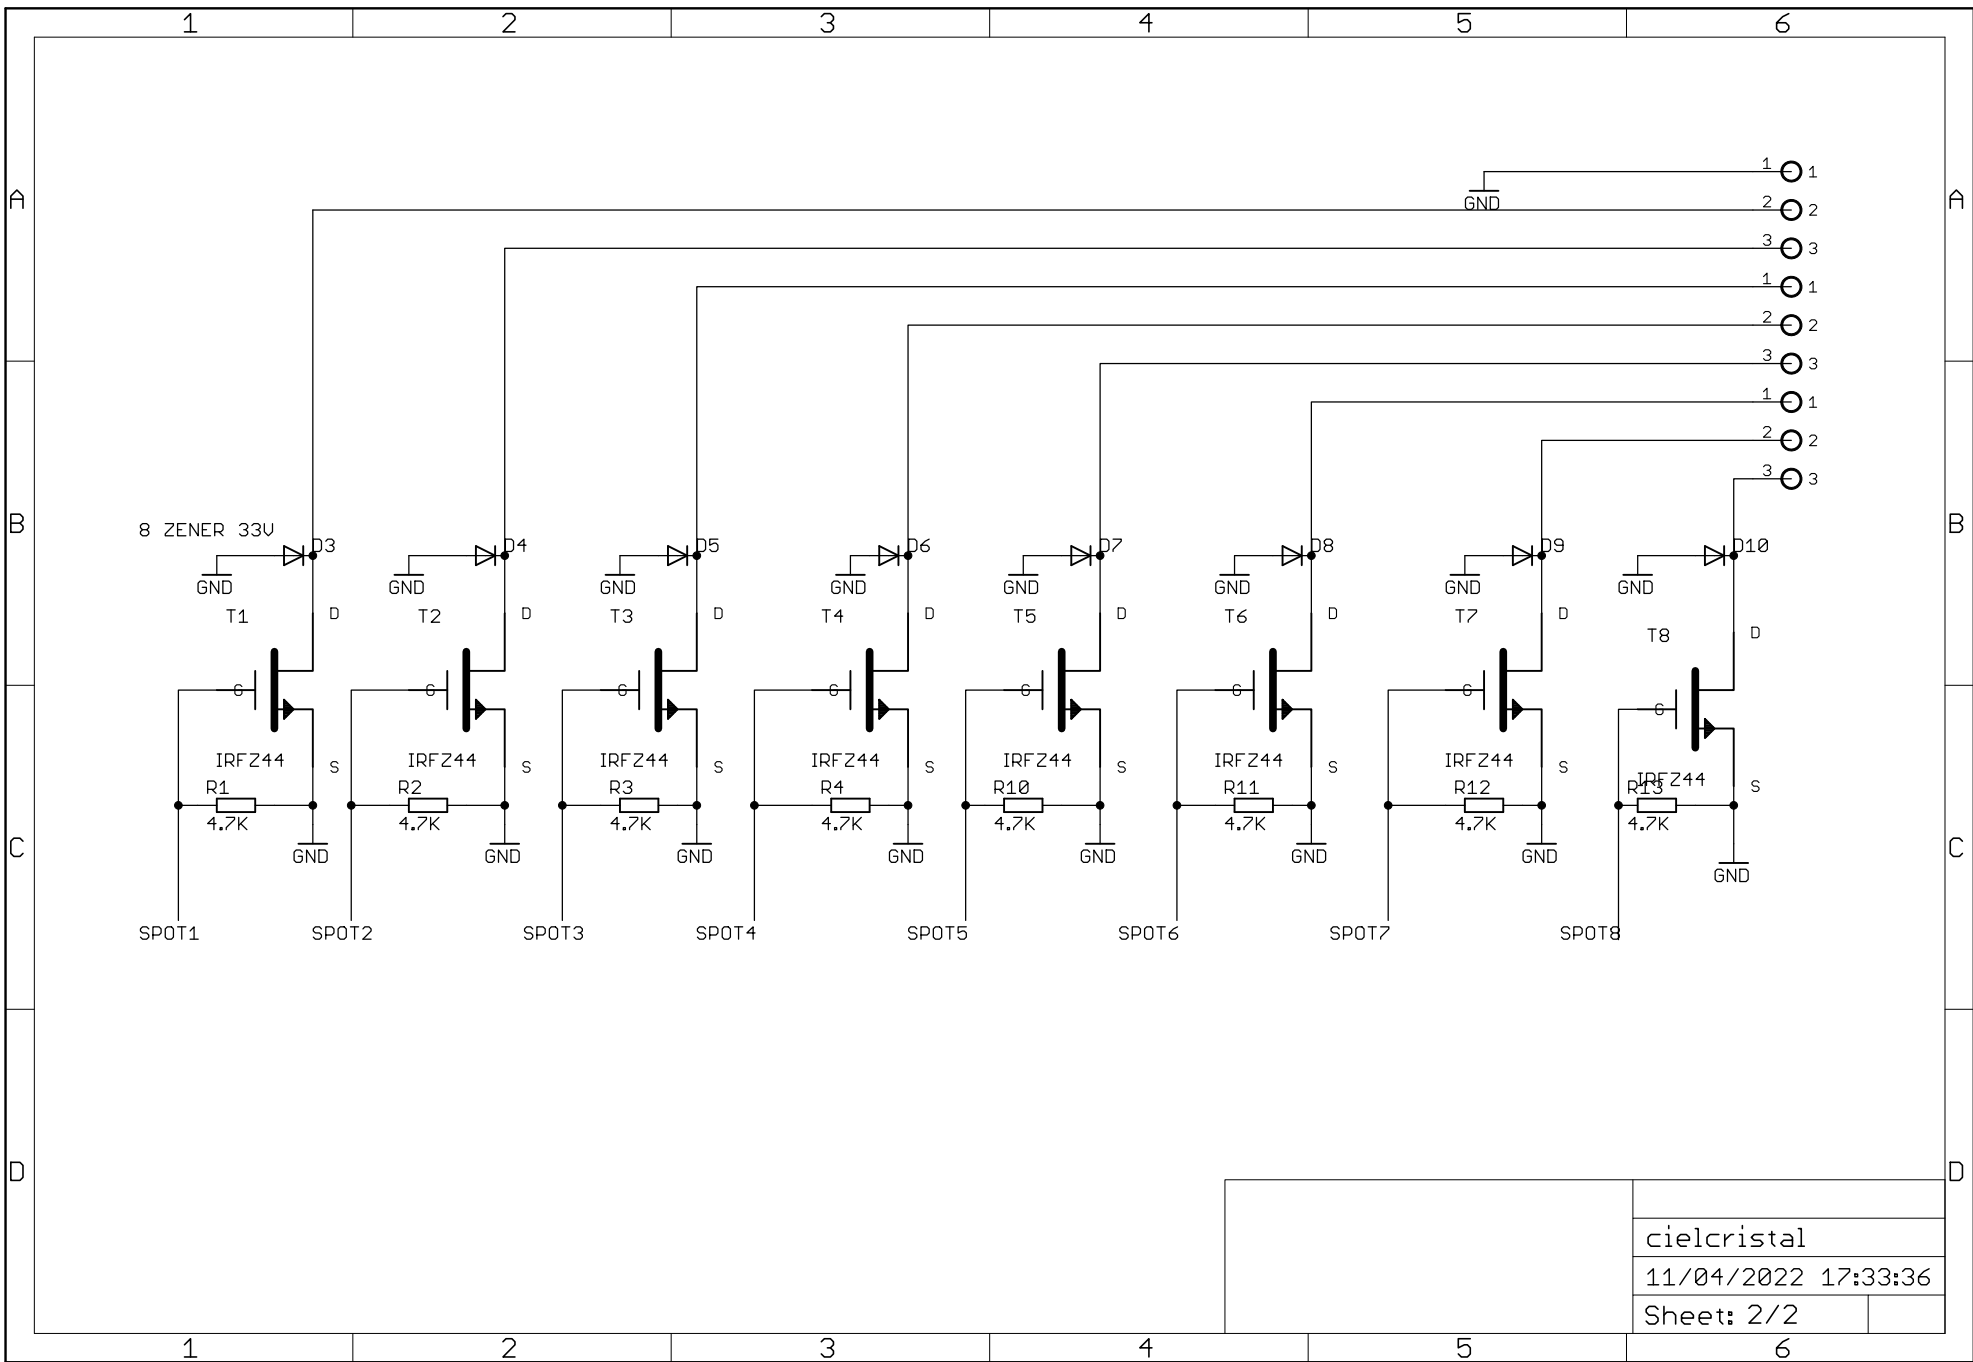 1 2 3 4 5 6
1 1
A GND A
2 2
3 3
1 1
2 2
3 3
1 1
2 2
3 3
B 8 ZENER 33V B
D3 D4 D5 D6 D7 D8 D9 D10
GND GND GND GND GND GND GND GND
T1 D T2 D T3 D T4 D T5 D T6 D T7 D
T8 D
G G G G G G G
G
IRFZ44 S IRFZ44 S IRFZ44 S IRFZ44 S IRFZ44 S IRFZ44 S IRFZ44 S
IRFZ44 S
R1 R2 R3 R4 R10 R11 R12 R13
4.7K 4.7K 4.7K 4.7K 4.7K 4.7K 4.7K 4.7K
C GND GND GND GND GND GND GND C
GND
SPOT1 SPOT2 SPOT3 SPOT4 SPOT5 SPOT6 SPOT7 SPOT8
D D
cielcristal
11/04/2022 17:33:36
Sheet: 2/2
1 2 3 4 5 6